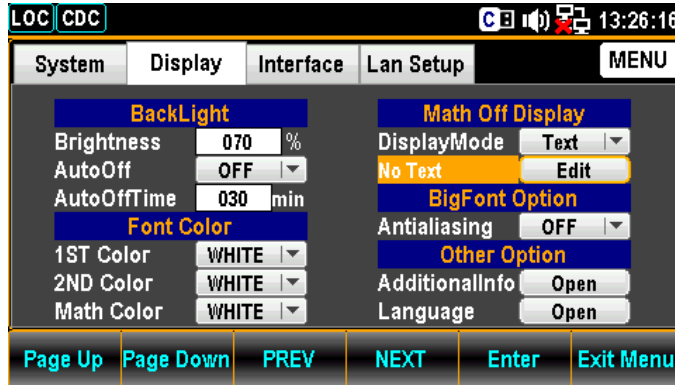 LOC CDC C 13:26:16
System Display Interface Lan Setup MENU
BackLight
Brightness 070 %
AutoOff OFF
AutoOffTime 030 min
Font Color
1ST Color WHITE
2ND Color WHITE
Math Color WHITE
Math Off Display
DisplayMode Text
No Text Edit
BigFont Option
Antialiasing OFF
Other Option
AdditionalInfo Open
Language Open
Page Up Page Down PREV NEXT Enter Exit Menu